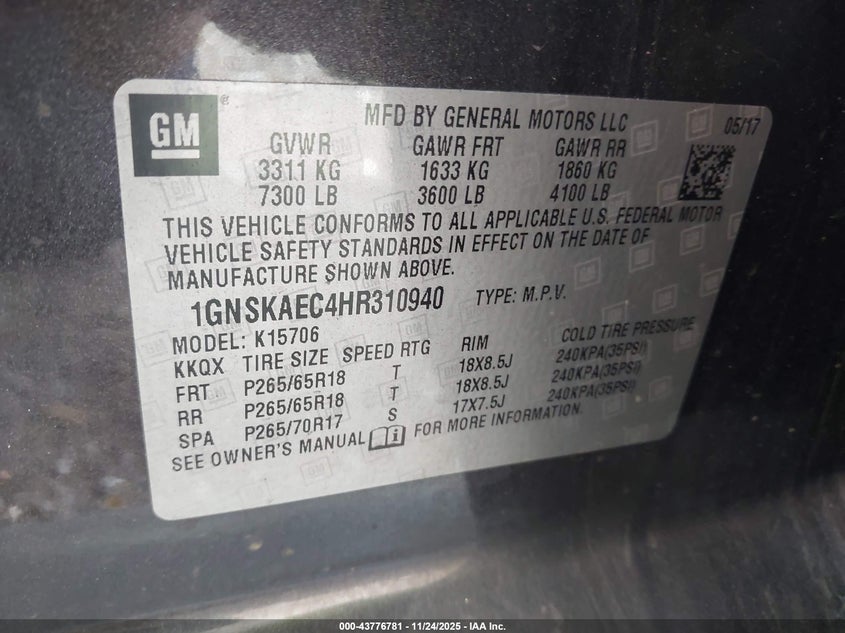 GM®
MFD BY GENERAL MOTORS LLC
05/17
GVWR GAWR FRT GAWR RR
3311 KG 1633 KG 1860 KG
7300 LB 3600 LB 4100 LB
THIS VEHICLE CONFORMS TO ALL APPLICABLE U.S. FEDERAL MOTOR
VEHICLE SAFETY STANDARDS IN EFFECT ON THE DATE OF
MANUFACTURE SHOWN ABOVE.
1GNSKAEC4HR310940 TYPE: M.P.V.
MODEL: K15706
KKQX TIRE SIZE SPEED RTG RIM COLD TIRE PRESSURE
FRT P265/65R18 T 18X8.5J 240KPA(35PSI)
RR P265/65R18 T 18X8.5J 240KPA(35PSI)
SPA P265/70R17 S 17X7.5J 240KPA(35PSI)
SEE OWNER'S MANUAL FOR MORE INFORMATION.
000-43776781 - 11/24/2025 - IAA Inc.